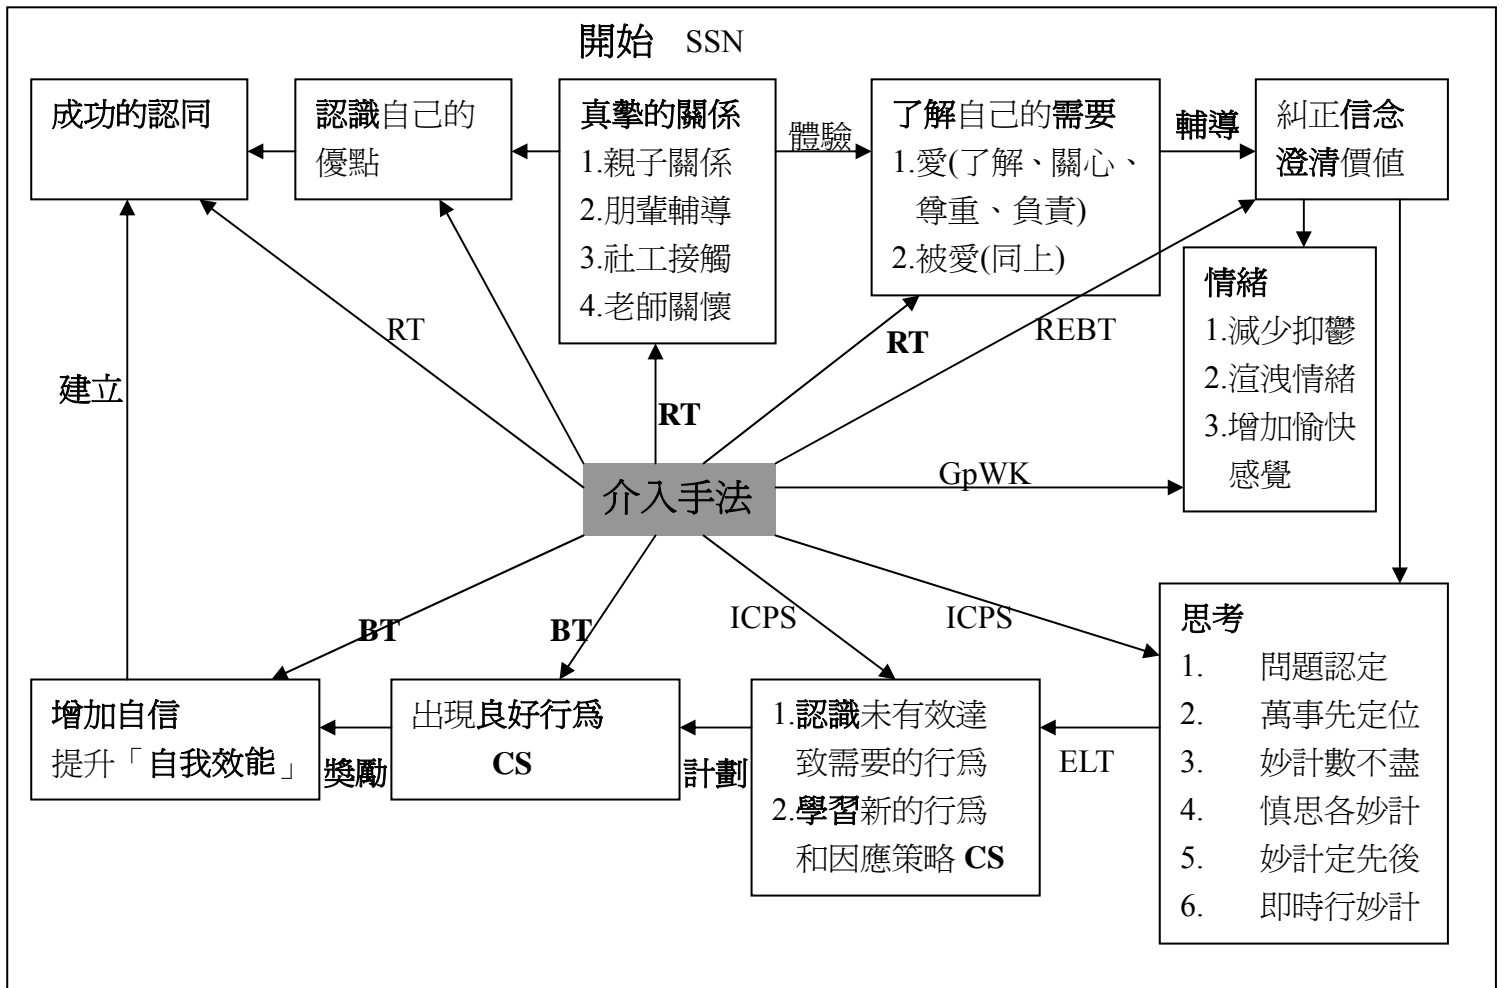 開始 SSN
成功的認同
認識自己的
優點
真摯的關係
1.親子關係
2.朋輩輔導
3.社工接觸
4.老師關懷
體驗
了解自己的需要
1.愛(了解、關心、
尊重、負責)
2.被愛(同上)
輔導
糾正信念
澄清價值
情緒
1.減少抑鬱
2.渲洩情緒
3.增加愉快
感覺
RT
RT
RT
REBT
建立
GpWK
介入手法
BT
BT
ICPS
ICPS
思考
1. 問題認定
2. 萬事先定位
3. 妙計數不盡
4. 慎思各妙計
5. 妙計定先後
6. 即時行妙計
ELT
1.認識未有效達
致需要的行為
2.學習新的行為
和因應策略 CS
計劃
出現良好行為
CS
獎勵
增加自信
提升「自我效能」